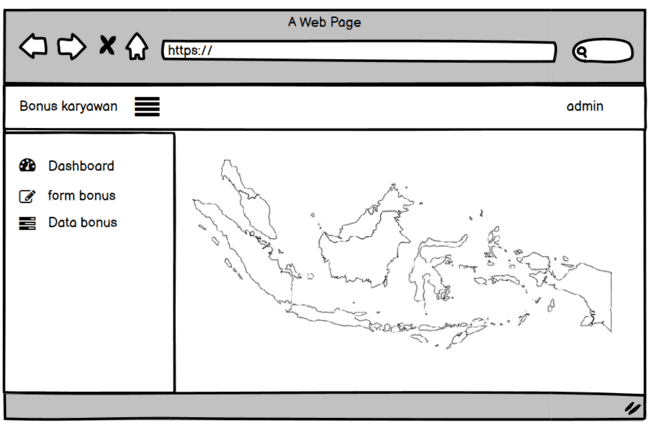 A Web Page
https://
Bonus karyawan
admin
Dashboard
form bonus
Data bonus